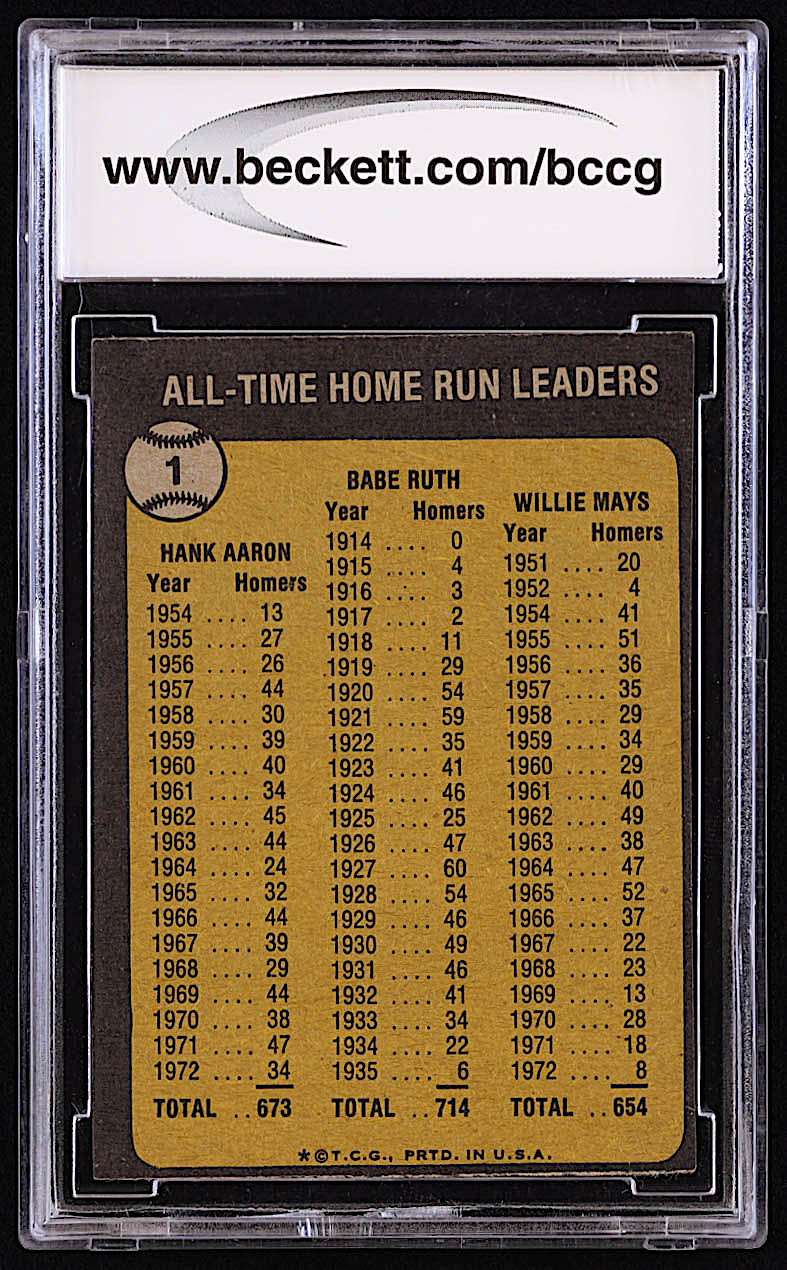 www.beckett.com/bccg
ALL-TIME HOME RUN LEADERS
1
HANK AARON
Year Homers
1954 .... 13
1955 .... 27
1956 .... 26
1957 .... 44
1958 .... 30
1959 .... 39
1960 .... 40
1961 .... 34
1962 .... 45
1963 .... 44
1964 .... 24
1965 .... 32
1966 .... 44
1967 .... 39
1968 .... 29
1969 .... 44
1970 .... 38
1971 .... 47
1972 .... 34
TOTAL ..673
BABE RUTH
Year Homers
1914 .... 0
1915 .... 4
1916 .... 3
1917 .... 2
1918 .... 11
1919 .... 29
1920 .... 54
1921 .... 59
1922 .... 35
1923 .... 41
1924 .... 46
1925 .... 25
1926 .... 47
1927 .... 60
1928 .... 54
1929 .... 46
1930 .... 49
1931 .... 46
1932 .... 41
1933 .... 34
1934 .... 22
1935 .... 6
TOTAL ..714
WILLIE MAYS
Year Homers
1951 .... 20
1952 .... 4
1954 .... 41
1955 .... 51
1956 .... 36
1957 .... 35
1958 .... 29
1959 .... 34
1960 .... 29
1961 .... 40
1962 .... 49
1963 .... 38
1964 .... 47
1965 .... 52
1966 .... 37
1967 .... 22
1968 .... 23
1969 .... 13
1970 .... 28
1971 .... 18
1972 .... 8
TOTAL ..654
*©T.C.G., PRTD. IN U.S.A.